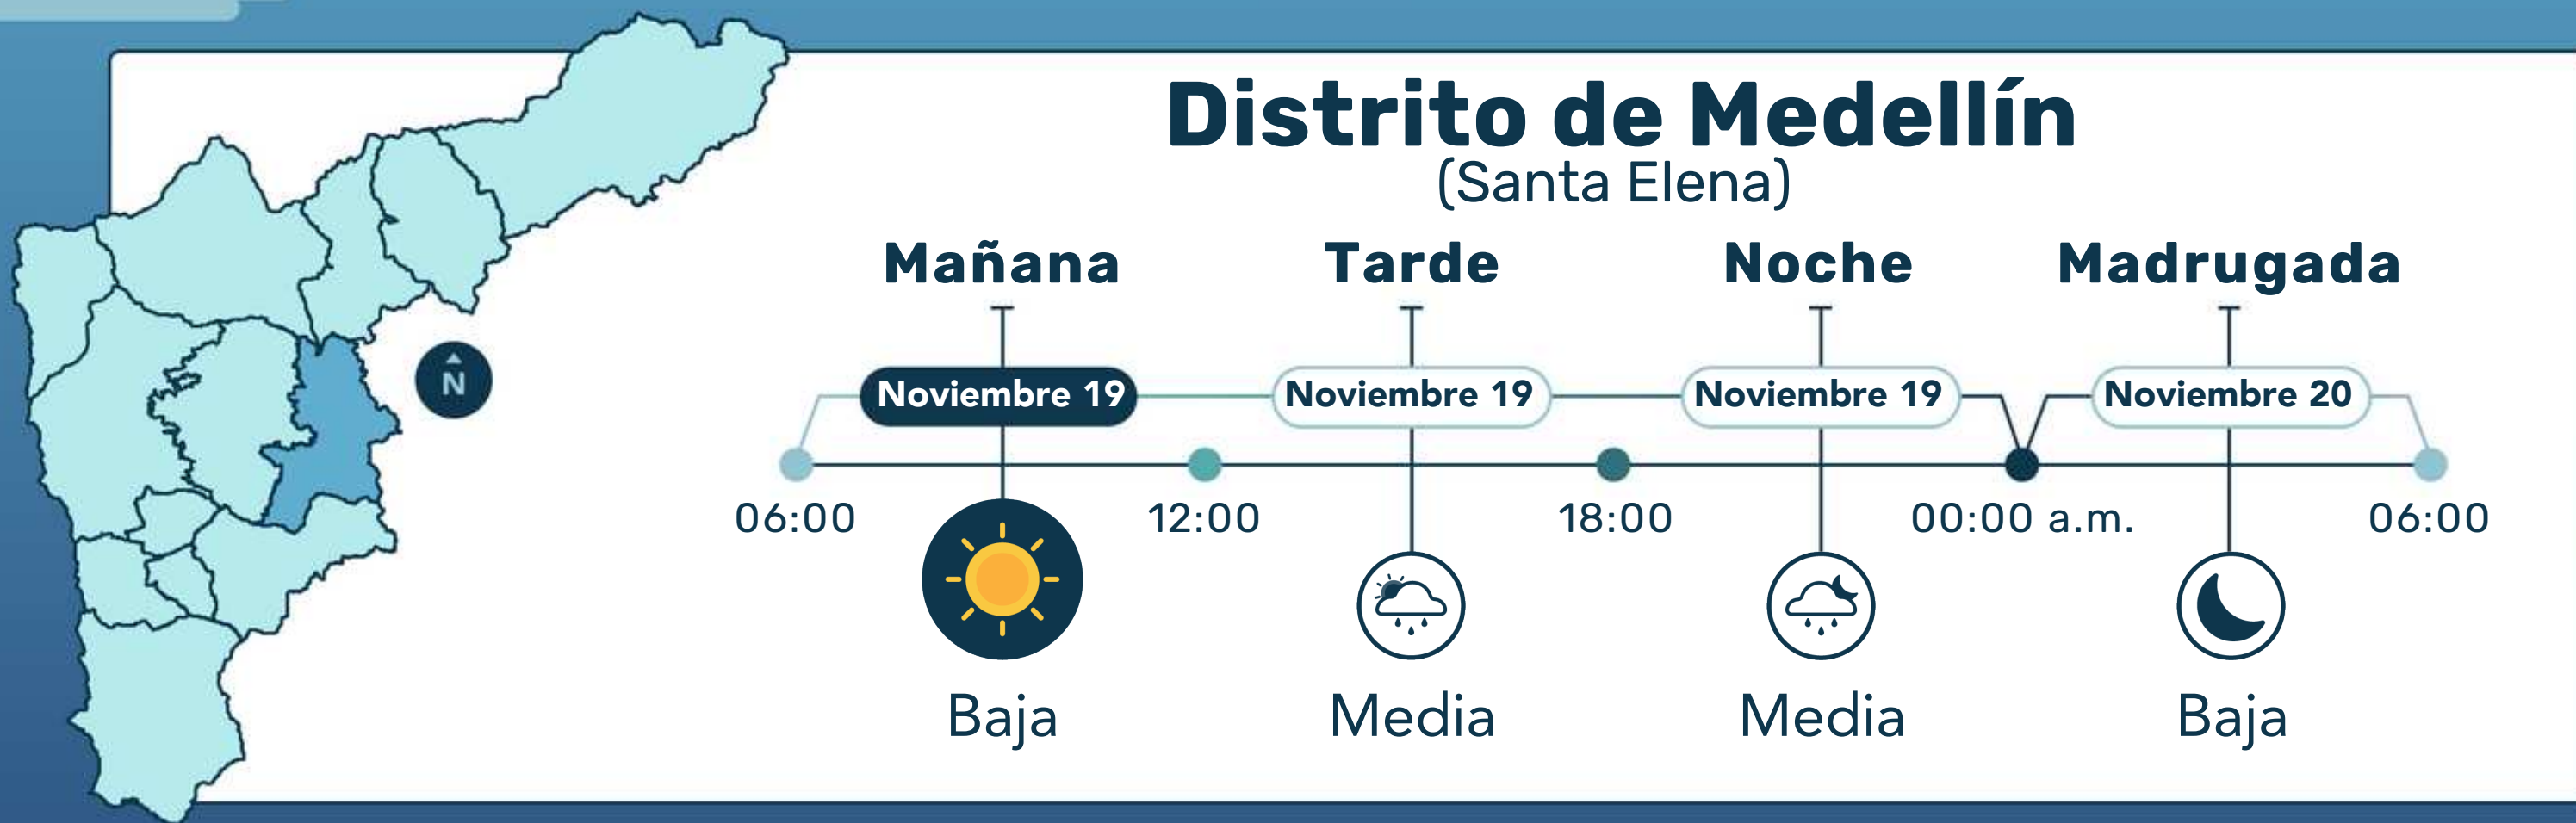 Distrito de Medellín
(Santa Elena)
Mañana Tarde Noche Madrugada
N
Noviembre 19 Noviembre 19 Noviembre 19 Noviembre 20
06:00 12:00 18:00 00:00 a.m. 06:00
Baja Media Media Baja